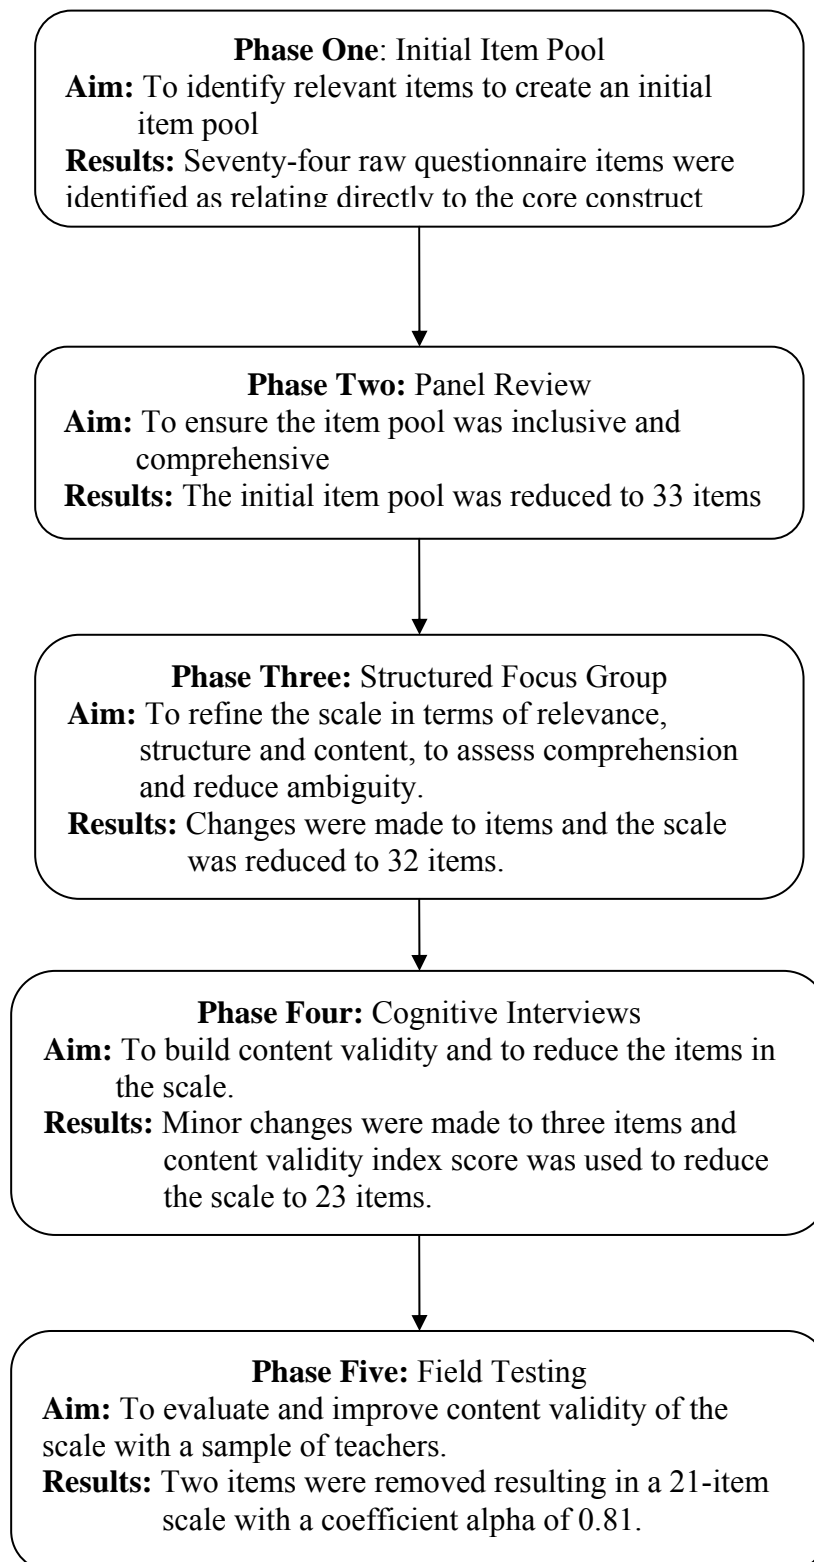 Phase One: Initial Item Pool
Aim: To identify relevant items to create an initial
item pool
Results: Seventy-four raw questionnaire items were
identified as relating directly to the core construct
Phase Two: Panel Review
Aim: To ensure the item pool was inclusive and
comprehensive
Results: The initial item pool was reduced to 33 items
Phase Three: Structured Focus Group
Aim: To refine the scale in terms of relevance,
structure and content, to assess comprehension
and reduce ambiguity.
Results: Changes were made to items and the scale
was reduced to 32 items.
Phase Four: Cognitive Interviews
Aim: To build content validity and to reduce the items in
the scale.
Results: Minor changes were made to three items and
content validity index score was used to reduce
the scale to 23 items.
Phase Five: Field Testing
Aim: To evaluate and improve content validity of the
scale with a sample of teachers.
Results: Two items were removed resulting in a 21-item
scale with a coefficient alpha of 0.81.